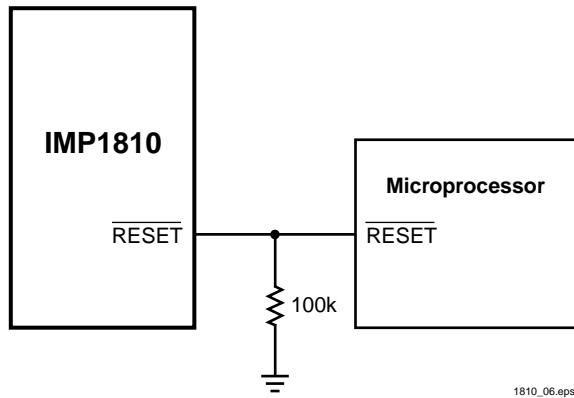 IMP1810
Microprocessor
RESET
RESET
100k
1810_06.eps